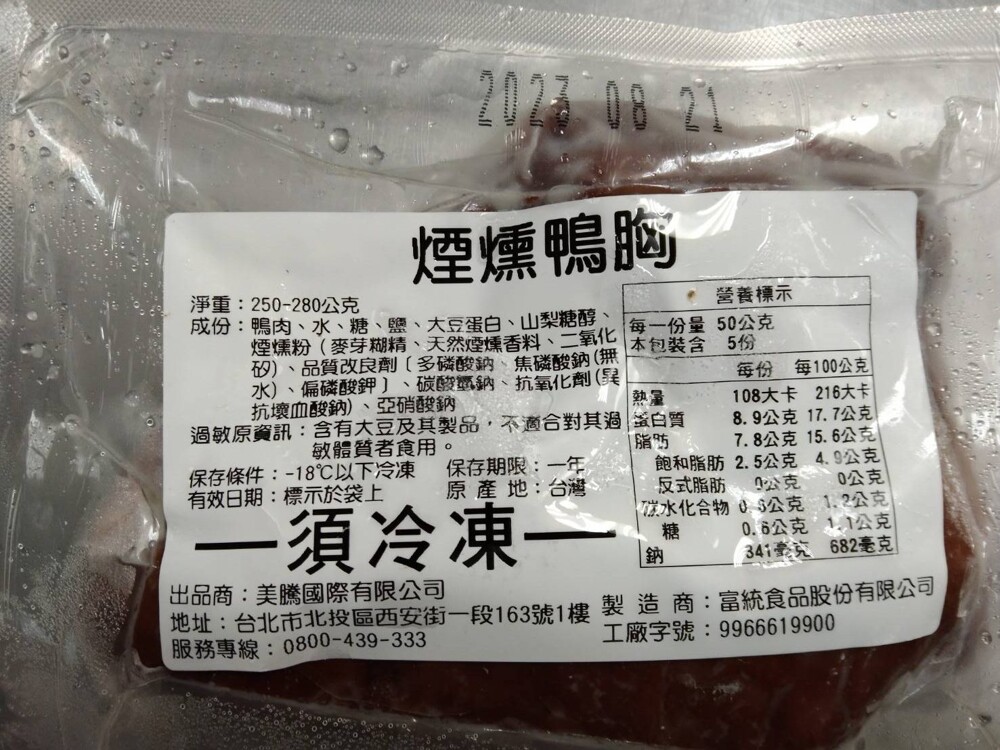 2023 08 21
煙燻鴨胸
淨重：250-280公克
成份：鴨肉、水、糖、鹽、大豆蛋白、山梨糖醇、
煙燻粉（麥芽糊精、天然煙燻香料、二氧化
矽）、品質改良劑〔多磷酸鈉、焦磷酸鈉(無
水)、偏磷酸鉀〕、碳酸氫鈉、抗氧化劑(異
抗壞血酸鈉)、亞硝酸鈉
過敏原資訊：含有大豆及其製品，不適合對其過
敏體質者食用。
保存條件：-18℃以下冷凍 保存期限：一年
有效日期：標示於袋上 原產地：台灣
須冷凍
營養標示
每一份量 50公克
本包裝含 5份
每份 每100公克
熱量 108大卡 216大卡
蛋白質 8.9公克 17.7公克
脂肪 7.8公克 15.6公克
飽和脂肪 2.5公克 4.9公克
反式脂肪 0公克 0公克
碳水化合物 0.6公克 1.2公克
糖 0.6公克 1.1公克
鈉 341毫克 682毫克
出品商：美騰國際有限公司
地址：台北市北投區西安街一段163號1樓
服務專線：0800-439-333
製造商：富統食品股份有限公司
工廠字號：9966619900